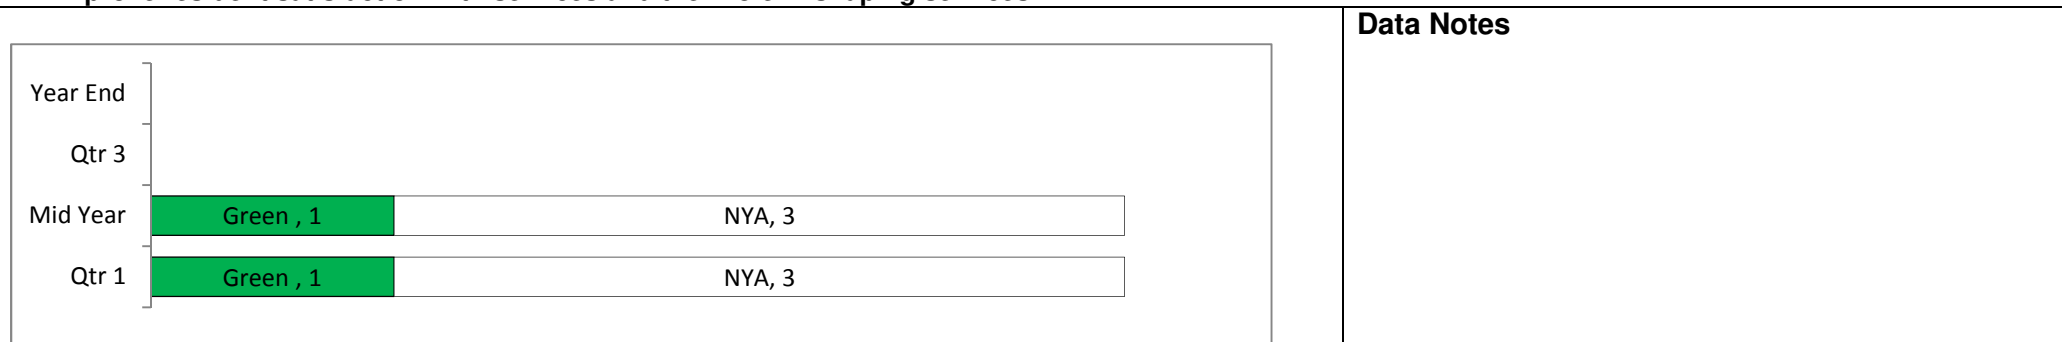 Data Notes
Year End
Qtr 3
Mid Year
Green , 1
NYA, 3
Qtr 1
Green , 1
NYA, 3